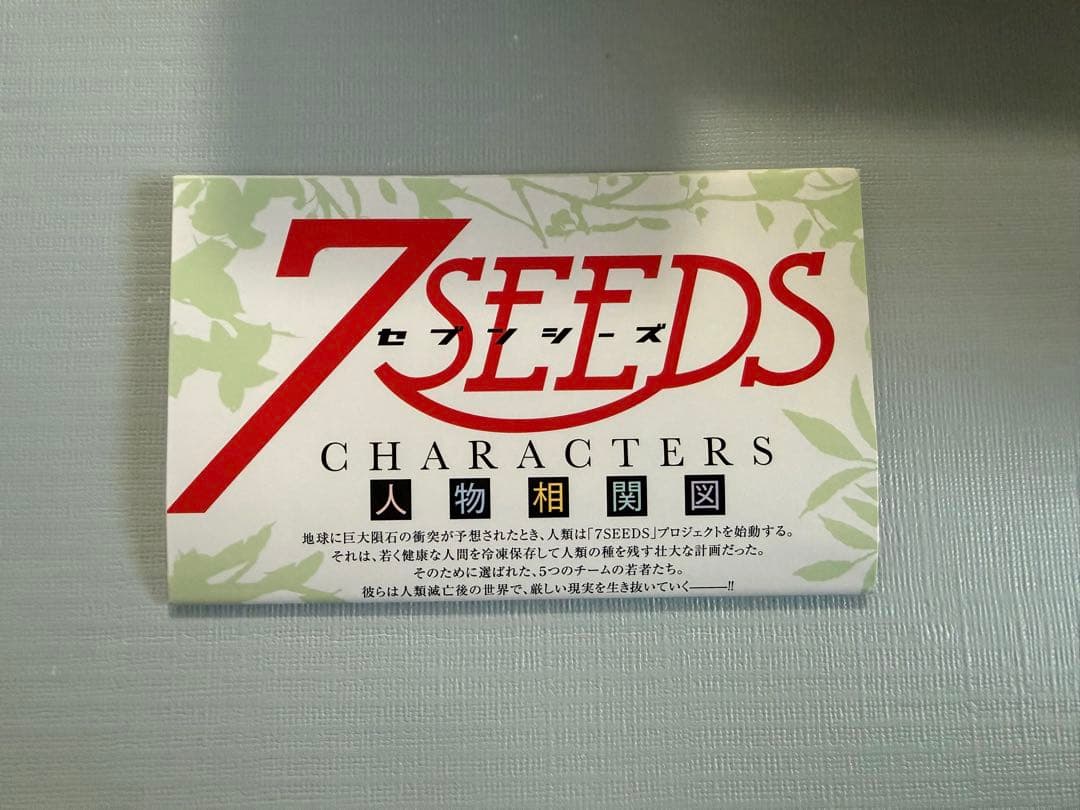 7SEEDS
セブンシーズ
CHARACTERS
人物相関図
地球に巨大隕石の衝突が予想されたとき、人類は「7SEEDS」プロジェクトを始動する。
それは、若く健康な人間を冷凍保存して人類の種を残す壮大な計画だった。
そのために選ばれた、5つのチームの若者たち。
彼らは人類滅亡後の世界で、厳しい現実を生き抜いていく———!!